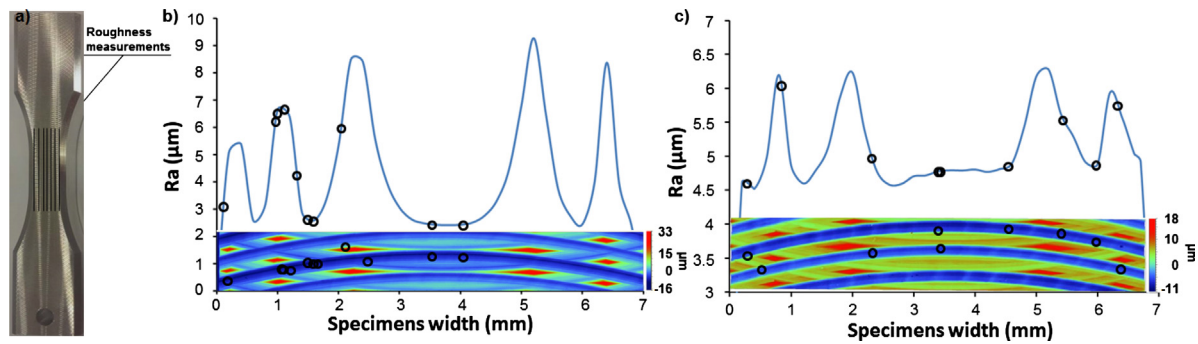 a)
Roughness
measurements
b)
10
9
8
7
6
5
4
3
2
1
0
Ra (μm)
33
15
0
-16
μm
0 1 2 3 4 5 6 7
Specimens width (mm)
c)
7
6.5
6
5.5
5
4.5
4
3.5
3
Ra (μm)
18
10
0
-11
μm
0 1 2 3 4 5 6 7
Specimens width (mm)